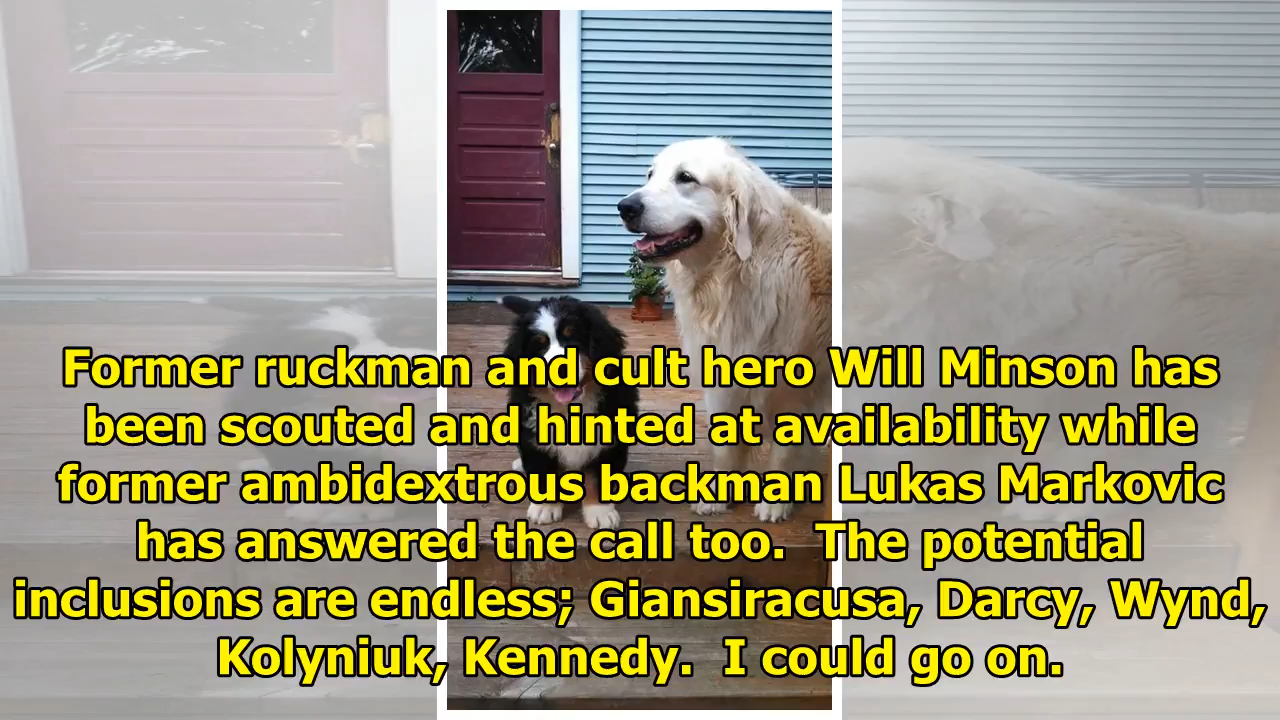 Former ruckman and cult hero Will Minson has
been scouted and hinted at availability while
former ambidextrous backman Lukas Markovic
has answered the call too.  The potential
inclusions are endless; Giansiracusa, Darcy, Wynd,
Kolyniuk, Kennedy.  I could go on.